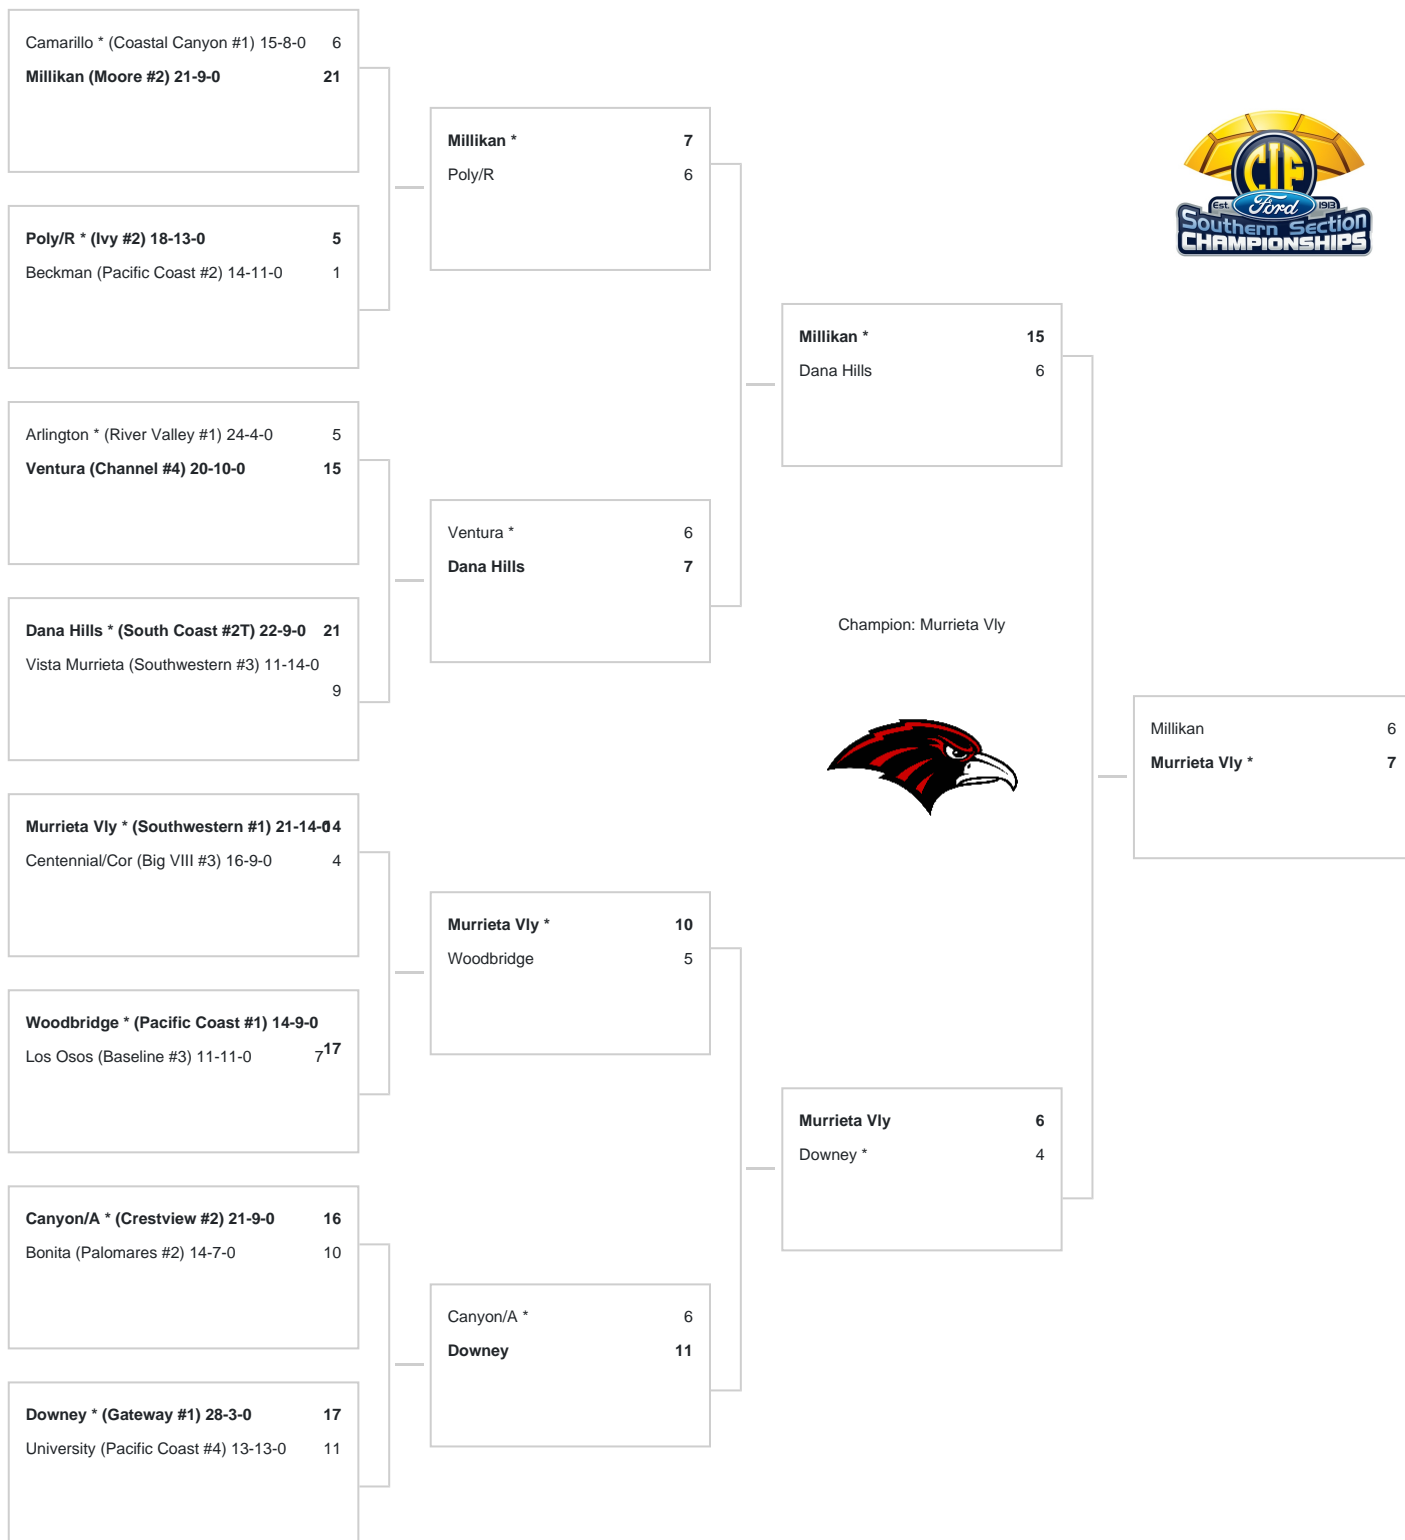 Camarillo * (Coastal Canyon #1) 15-8-0 6
Millikan (Moore #2) 21-9-0 21
Poly/R * (Ivy #2) 18-13-0 5
Beckman (Pacific Coast #2) 14-11-0 1
Arlington * (River Valley #1) 24-4-0 5
Ventura (Channel #4) 20-10-0 15
Dana Hills * (South Coast #2T) 22-9-0 21
Vista Murrieta (Southwestern #3) 11-14-0
9
Murrieta Vly * (Southwestern #1) 21-14-0 14
Centennial/Cor (Big VIII #3) 16-9-0 4
Woodbridge * (Pacific Coast #1) 14-9-0
17
Los Osos (Baseline #3) 11-11-0 7
Canyon/A * (Crestview #2) 21-9-0 16
Bonita (Palomares #2) 14-7-0 10
Downey * (Gateway #1) 28-3-0 17
University (Pacific Coast #4) 13-13-0 11
Millikan * 7
Poly/R 6
Ventura * 6
Dana Hills 7
Murrieta Vly * 10
Woodbridge 5
Canyon/A * 6
Downey 11
Millikan * 15
Dana Hills 6
Murrieta Vly 6
Downey * 4
Champion: Murrieta Vly
Millikan 6
Murrieta Vly * 7
CIF
Est. Ford 1913
Southern Section
CHAMPIONSHIPS